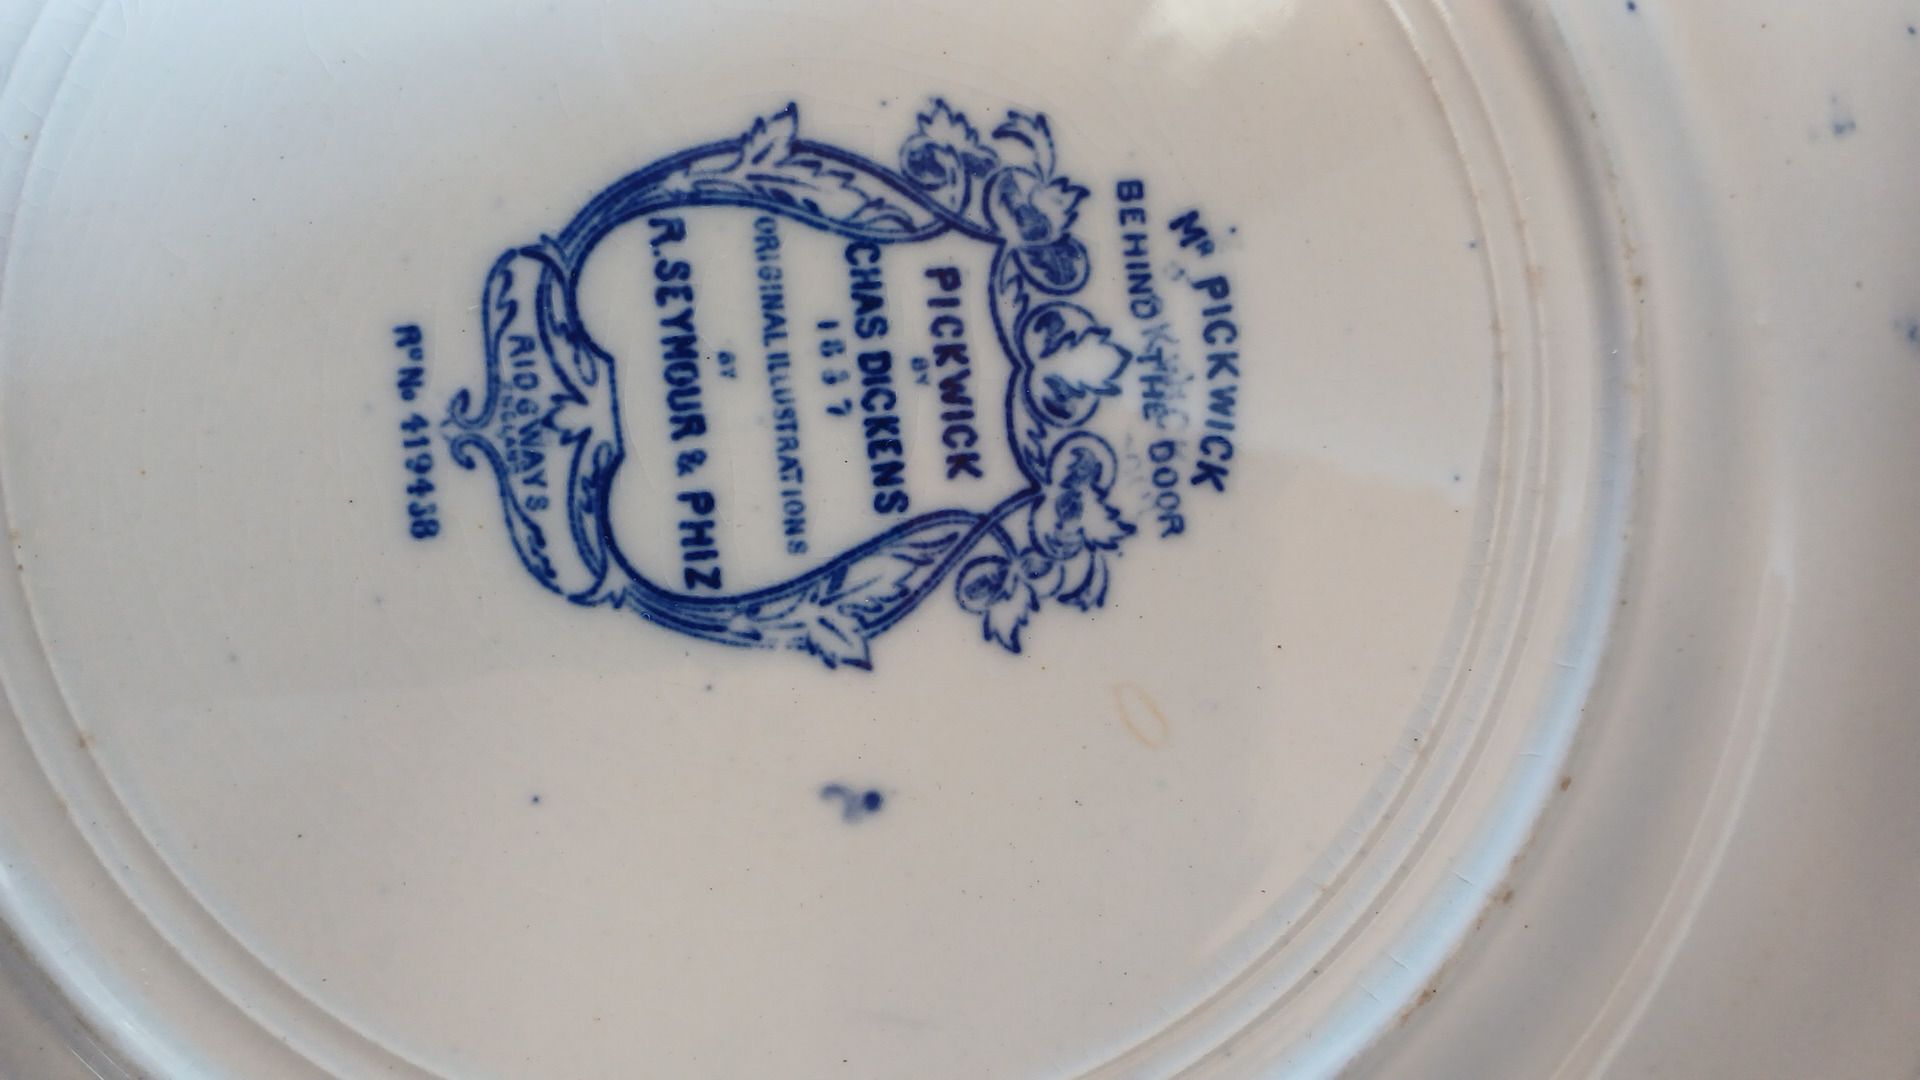 Mr PICKWICK
BEHIND THE DOOR
PICKWICK
BY
CHAS DICKENS
1837
ORIGINAL ILLUSTRATIONS
BY
R. SEYMOUR & PHIZ
RIDGWAYS
ENGLAND
Rd No 419438